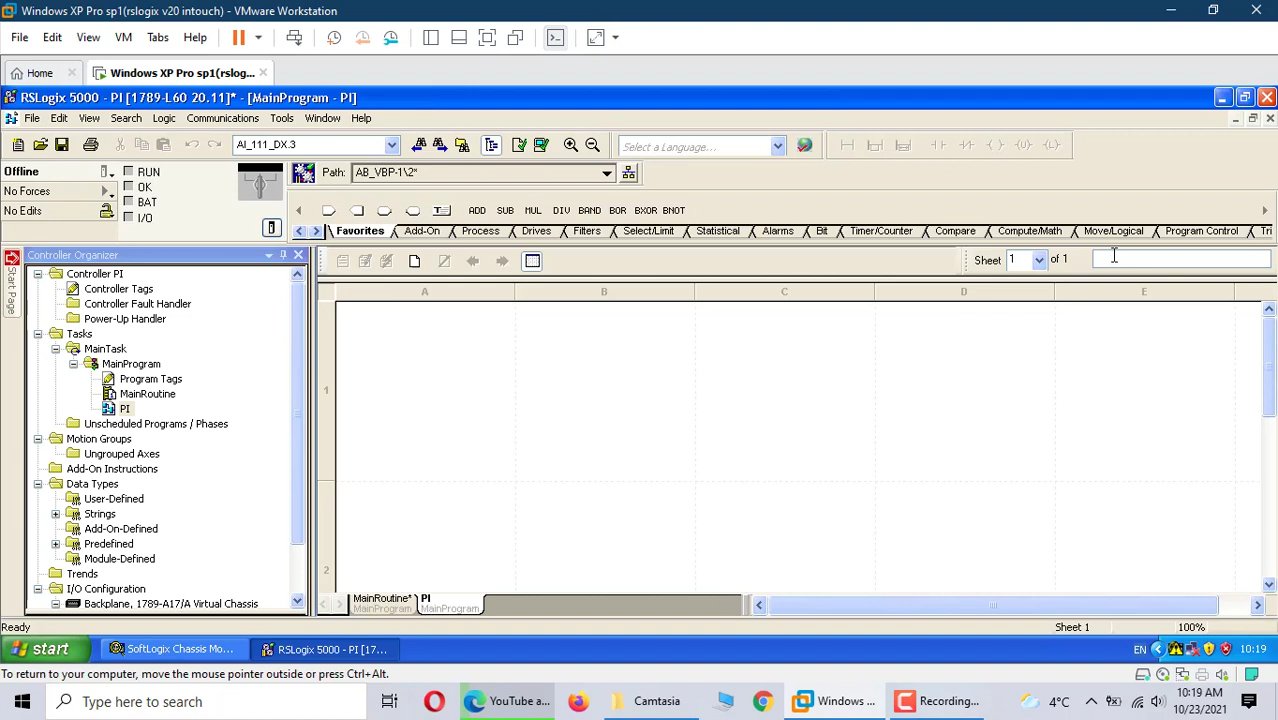 Windows XP Pro sp1(rslogix v20 intouch) - VMware Workstation
File Edit View VM Tabs Help
Home Windows XP Pro sp1(rslog...
RSLogix 5000 - PI [1789-L60 20.11]* - [MainProgram - PI]
File Edit View Search Logic Communications Tools Window Help
AI_111_DX.3 Select a Language...
Offline RUN Path: AB_VBP-1\2*
No Forces OK
BAT
No Edits I/O ADD SUB MUL DIV BAND BOR BXOR BNOT
Favorites Add-On Process Drives Filters Select/Limit Statistical Alarms Bit Timer/Counter Compare Compute/Math Move/Logical Program Control Tri
Start Page
Controller Organizer Sheet 1 of 1
Controller PI
Controller Tags
Controller Fault Handler
Power-Up Handler
Tasks
MainTask
MainProgram
Program Tags
MainRoutine
PI
Unscheduled Programs / Phases
Motion Groups
Ungrouped Axes
Add-On Instructions
Data Types
User-Defined
Strings
Add-On-Defined
Predefined
Module-Defined
Trends
I/O Configuration
Backplane, 1789-A17/A Virtual Chassis
A B C D E
1
2
MainRoutine* PI
MainProgram MainProgram
Ready Sheet 1 100%
start SoftLogix Chassis Mo... RSLogix 5000 - PI [17... EN 10:19
To return to your computer, move the mouse pointer outside or press Ctrl+Alt.
Type here to search YouTube a... Camtasia Windows ... Recording... 4°C 10:19 AM
10/23/2021